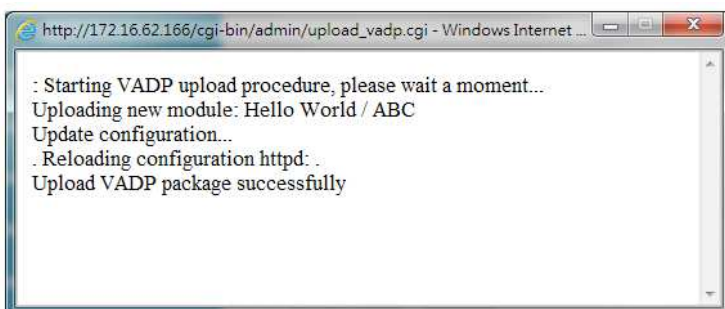 http://172.16.62.166/cgi-bin/admin/upload_vadp.cgi - Windows Internet ...
: Starting VADP upload procedure, please wait a moment...
Uploading new module: Hello World / ABC
Update configuration...
. Reloading configuration httpd: .
Upload VADP package successfully